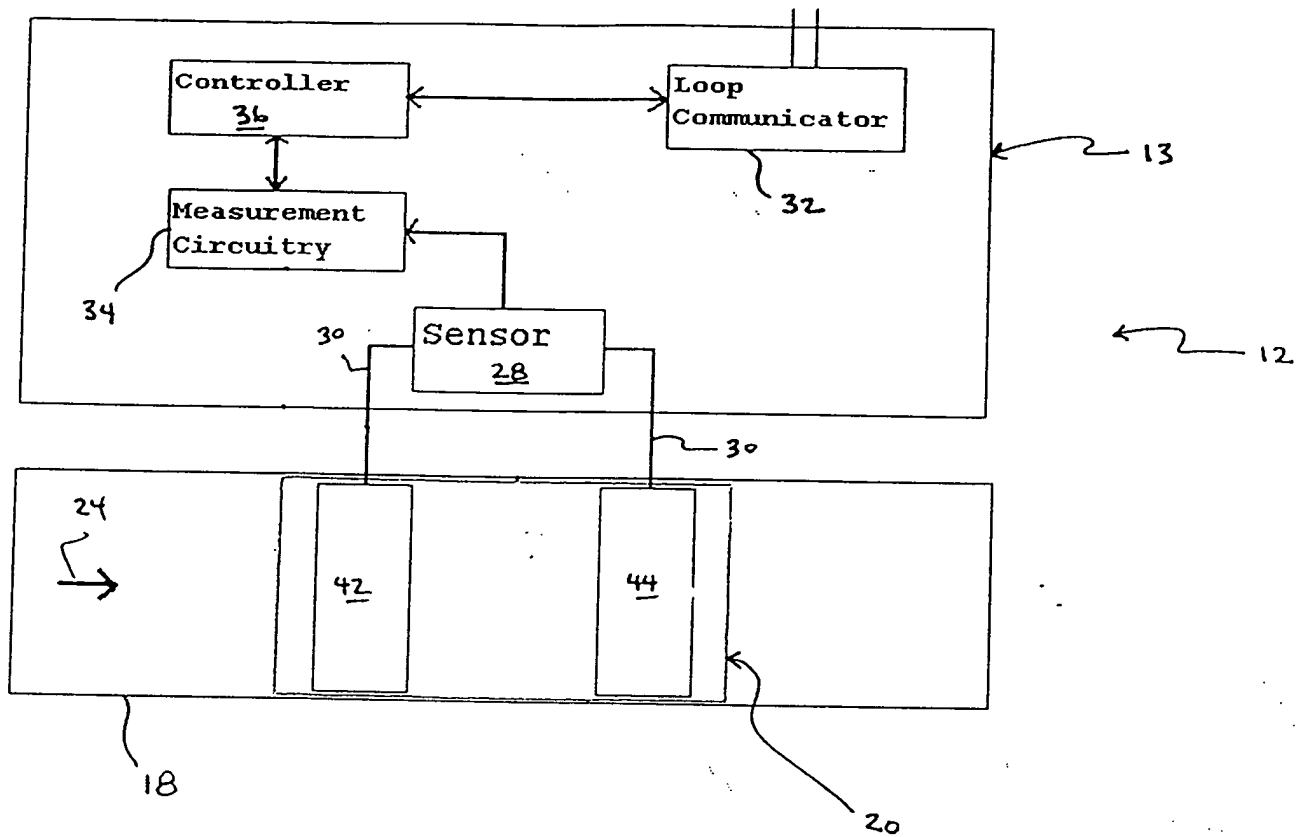 Controller
36
Loop
Communicator
13
32
Measurement
Circuitry
34
Sensor
28
30
12
30
24
42
44
18
20